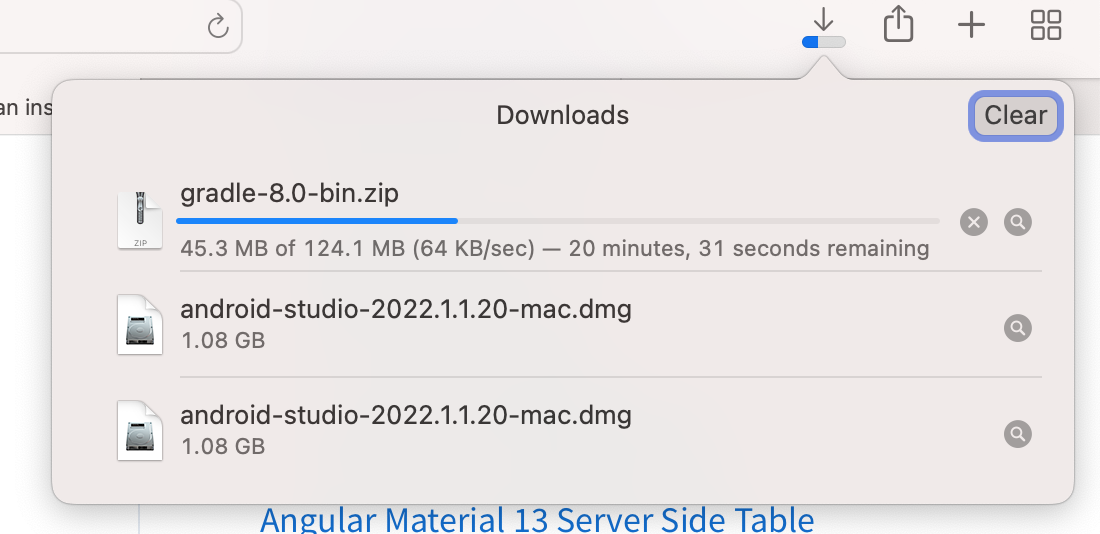 an ins
Downloads
Clear
gradle-8.0-bin.zip
ZIP
45.3 MB of 124.1 MB (64 KB/sec) — 20 minutes, 31 seconds remaining
android-studio-2022.1.1.20-mac.dmg
1.08 GB
android-studio-2022.1.1.20-mac.dmg
1.08 GB
Angular Material 13 Server Side Table